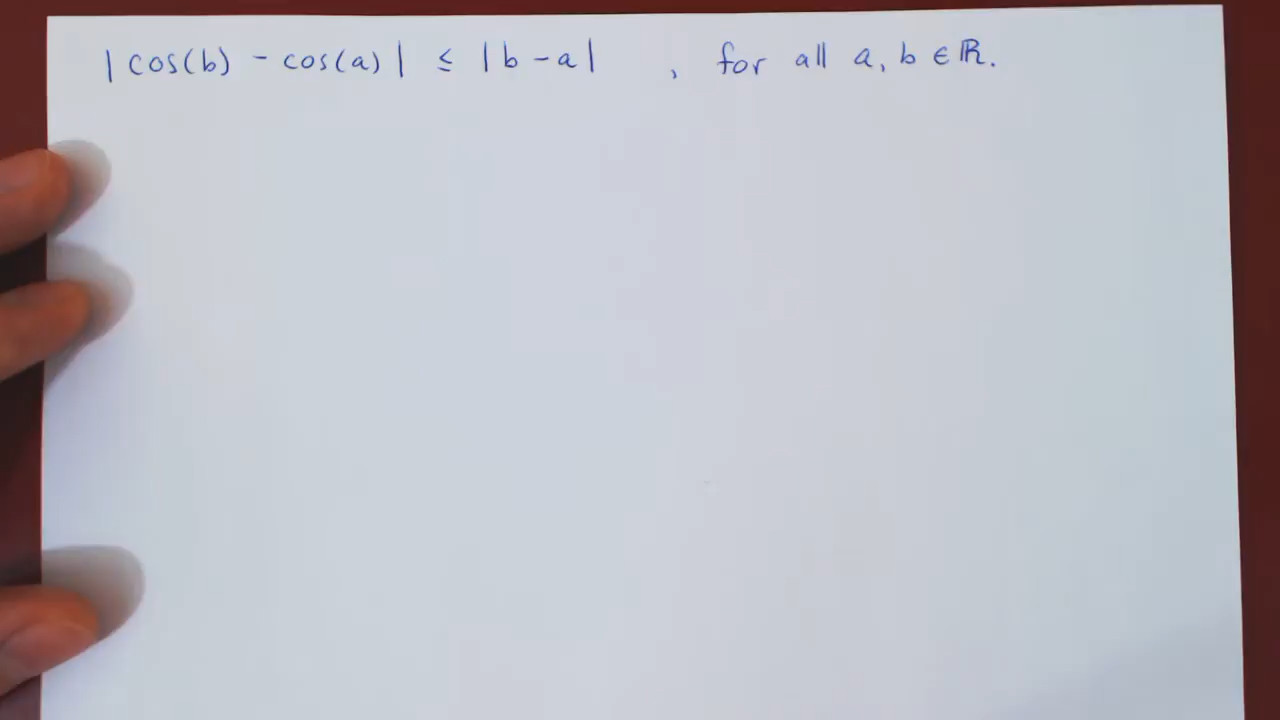 |cos(b) - cos(a)| ≤ |b - a| , for all a, b ∈ ℝ.